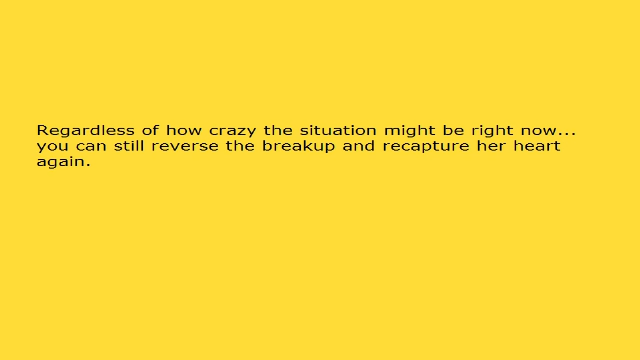 Regardless of how crazy the situation might be right now...
you can still reverse the breakup and recapture her heart
again.